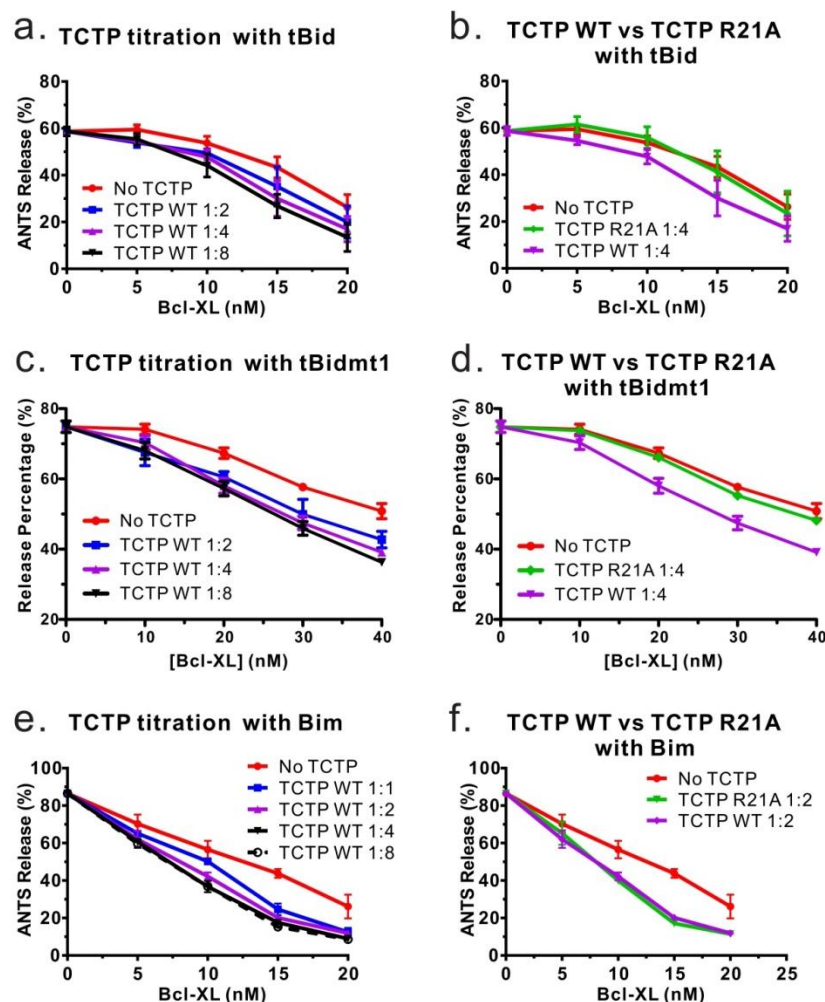 a. TCTP titration with tBid
80
60
40
20
0
ANTS Release (%)
No TCTP
TCTP WT 1:2
TCTP WT 1:4
TCTP WT 1:8
0 5 10 15 20
Bcl-XL (nM)
b. TCTP WT vs TCTP R21A
with tBid
80
60
40
20
0
ANTS Release (%)
No TCTP
TCTP R21A 1:4
TCTP WT 1:4
0 5 10 15 20
Bcl-XL (nM)
c. TCTP titration with tBidmt1
80
60
40
20
Release Percentage (%)
No TCTP
TCTP WT 1:2
TCTP WT 1:4
TCTP WT 1:8
0 10 20 30 40
[Bcl-XL] (nM)
d. TCTP WT vs TCTP R21A
with tBidmt1
80
60
40
20
Release Percentage (%)
No TCTP
TCTP R21A 1:4
TCTP WT 1:4
0 10 20 30 40
[Bcl-XL] (nM)
e. TCTP titration with Bim
100
80
60
40
20
0
ANTS Release (%)
No TCTP
TCTP WT 1:1
TCTP WT 1:2
TCTP WT 1:4
TCTP WT 1:8
0 5 10 15 20
Bcl-XL (nM)
f. TCTP WT vs TCTP R21A
with Bim
100
80
60
40
20
0
ANTS Release (%)
No TCTP
TCTP R21A 1:2
TCTP WT 1:2
0 5 10 15 20 25
Bcl-XL (nM)